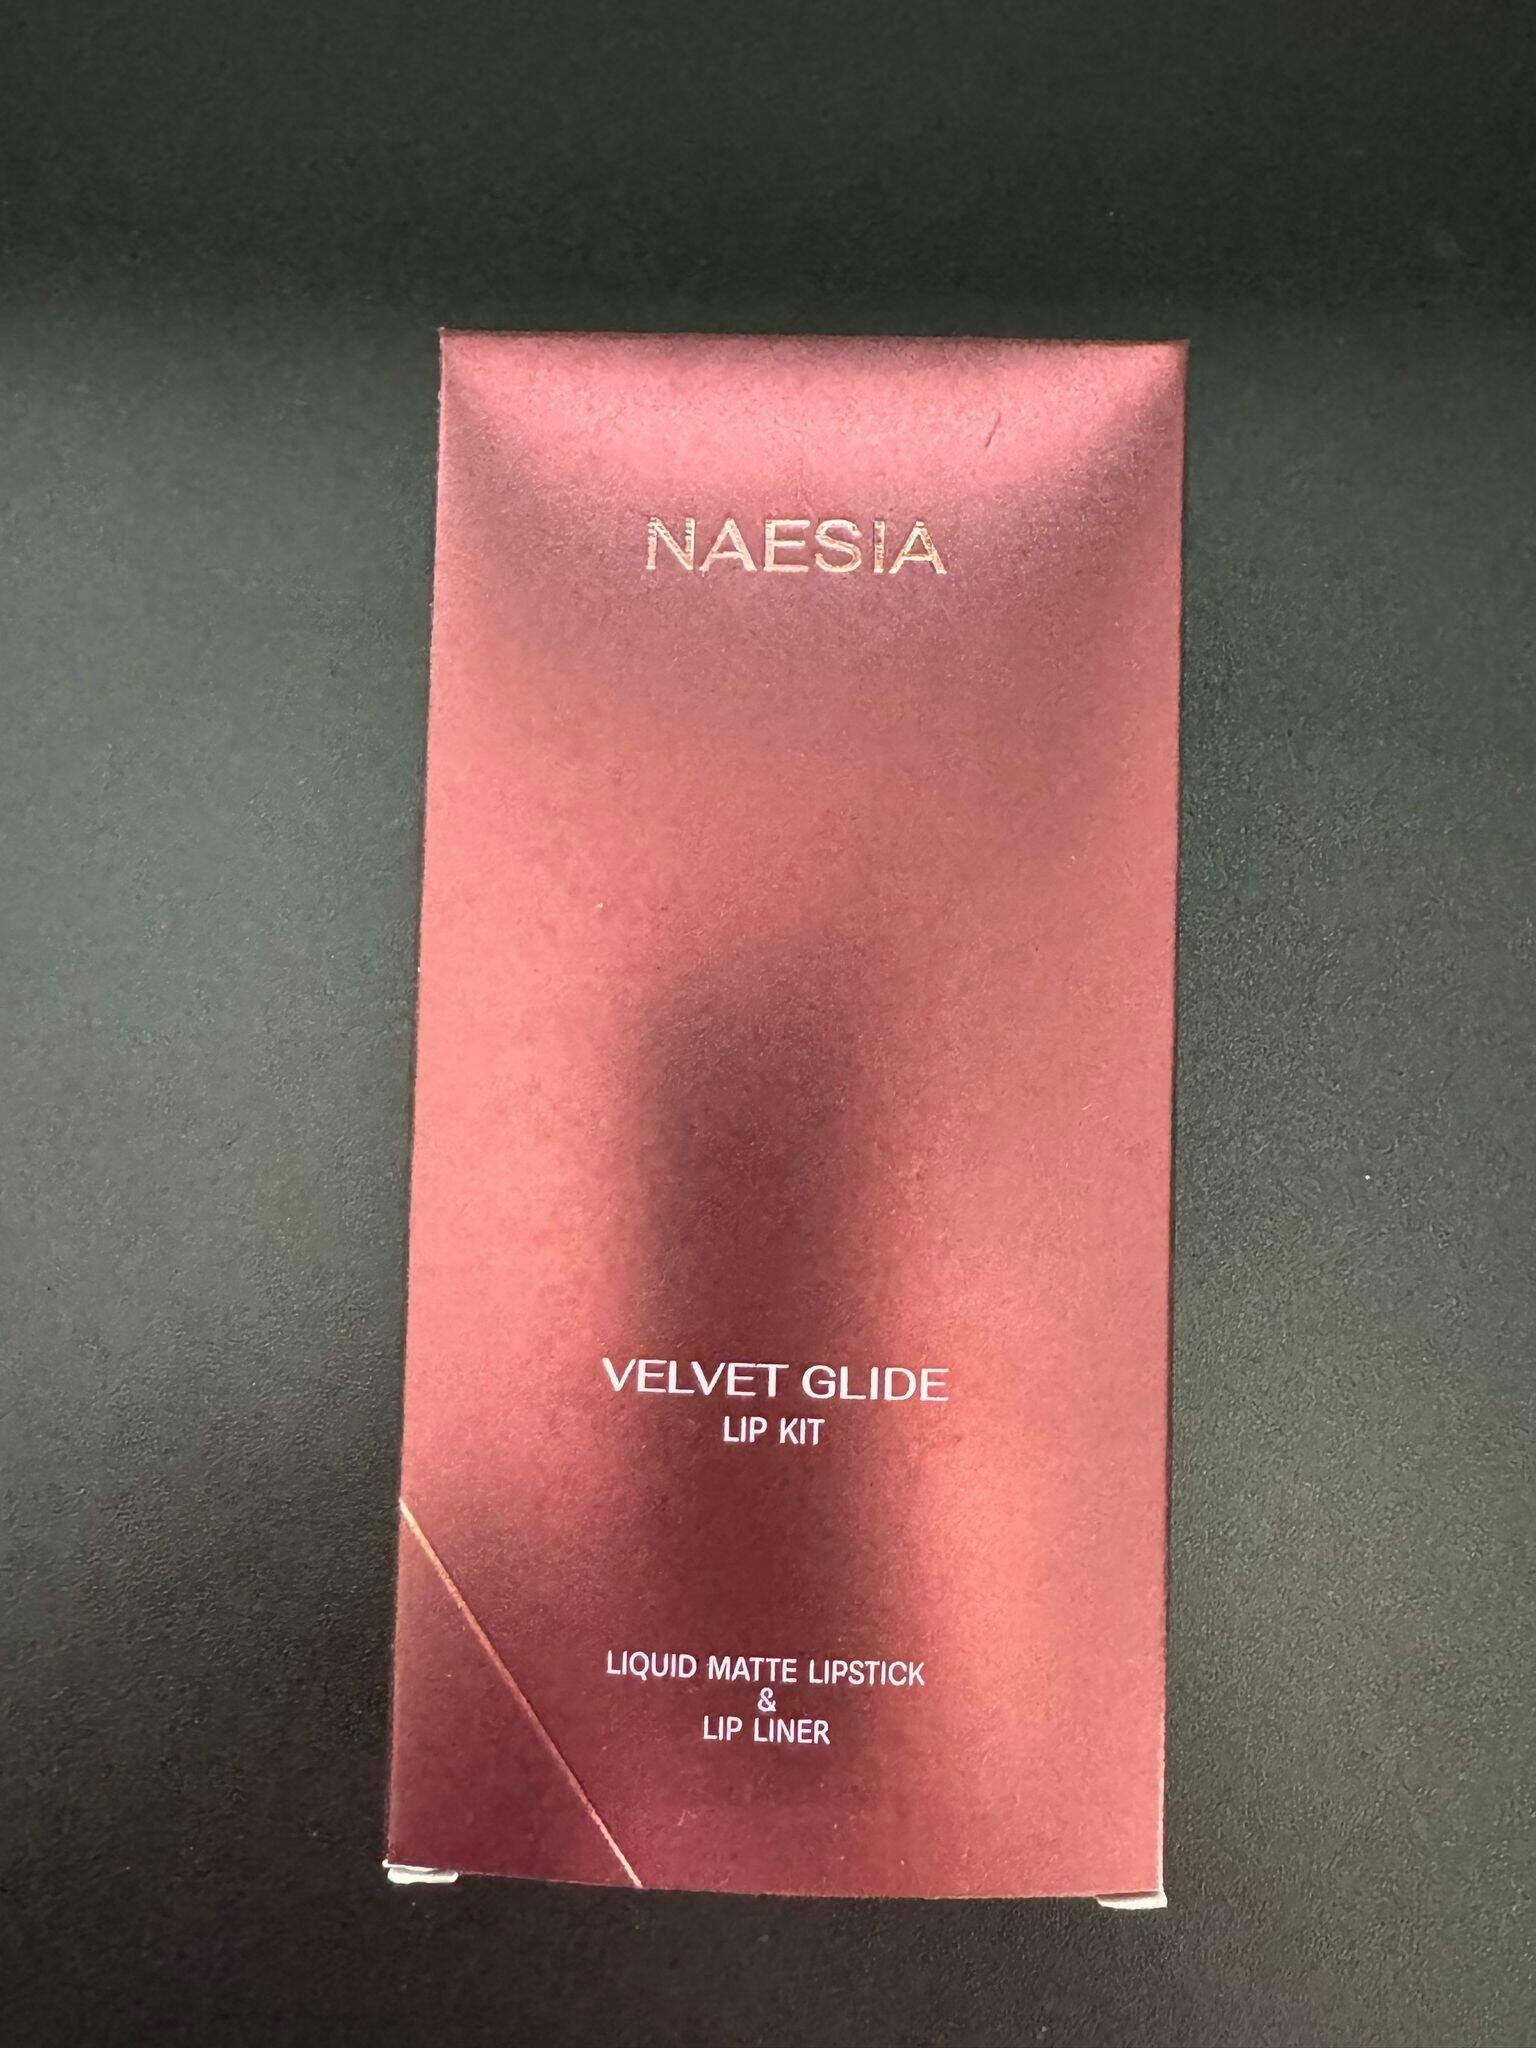 NAESIA
VELVET GLIDE
LIP KIT
LIQUID MATTE LIPSTICK
&
LIP LINER